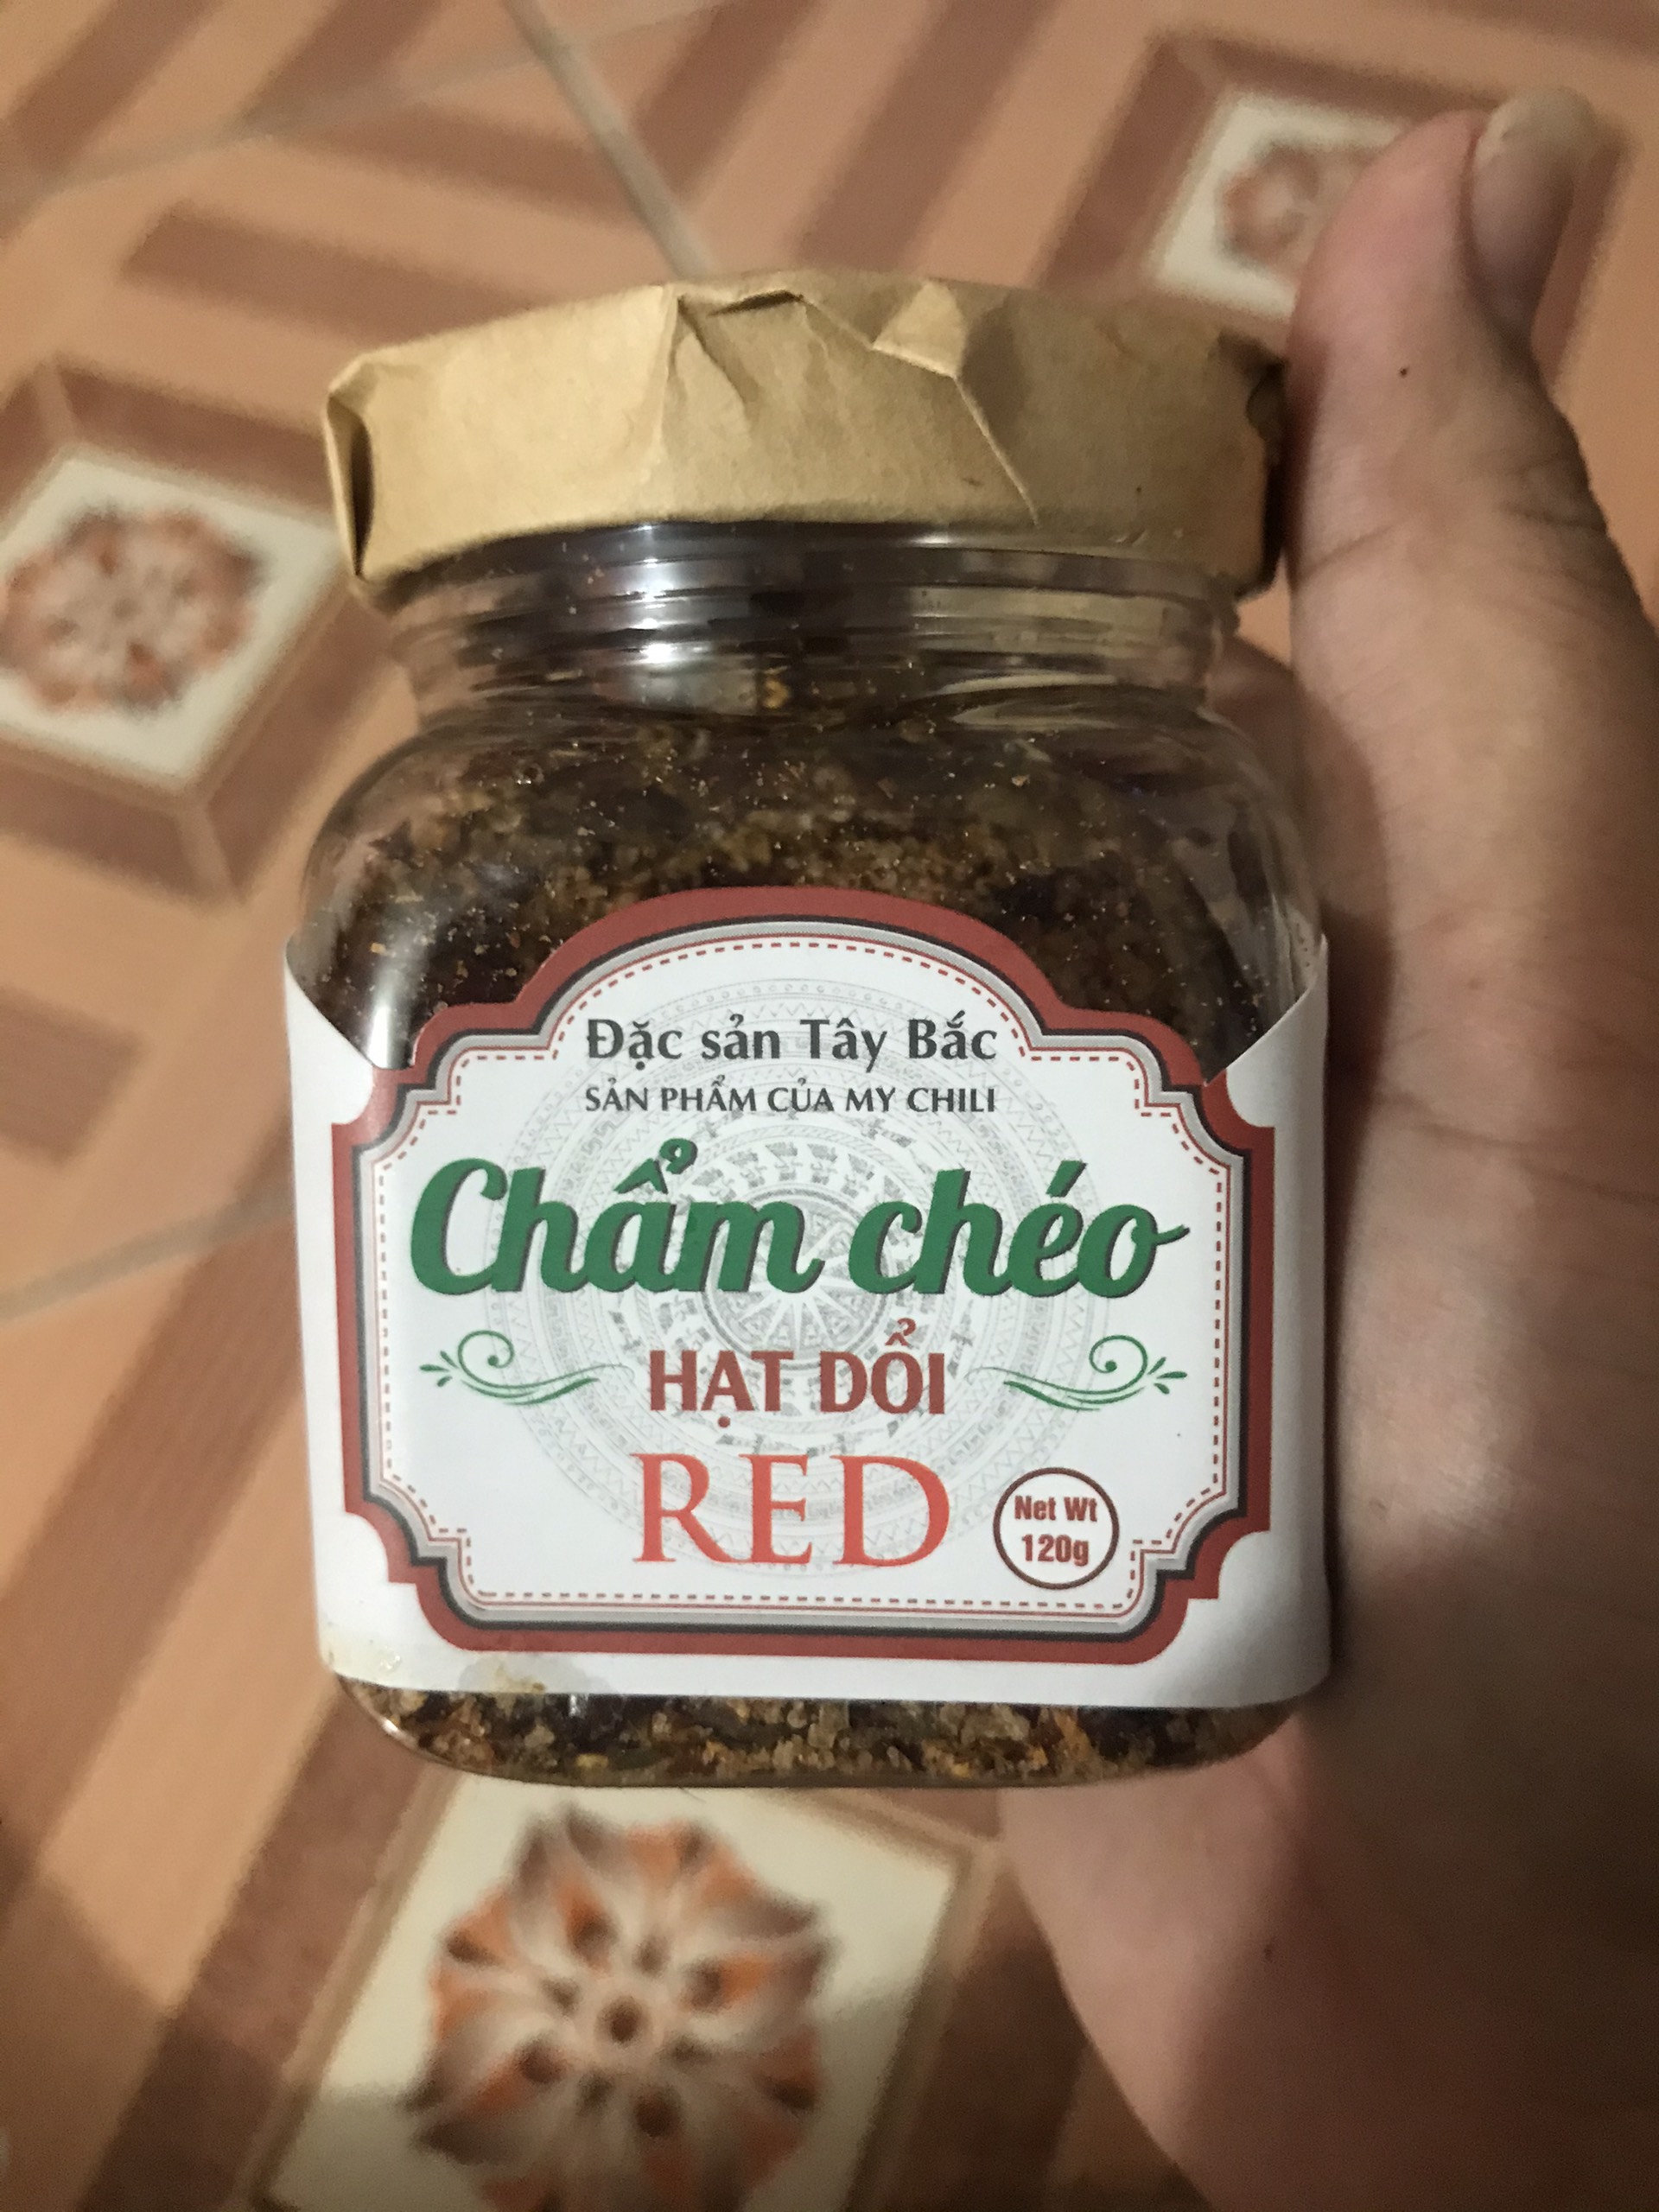 Đặc sản Tây Bắc
SẢN PHẨM CỦA MY CHILI
Chẩm chéo
HẠT DỔI
RED
Net Wt
120g